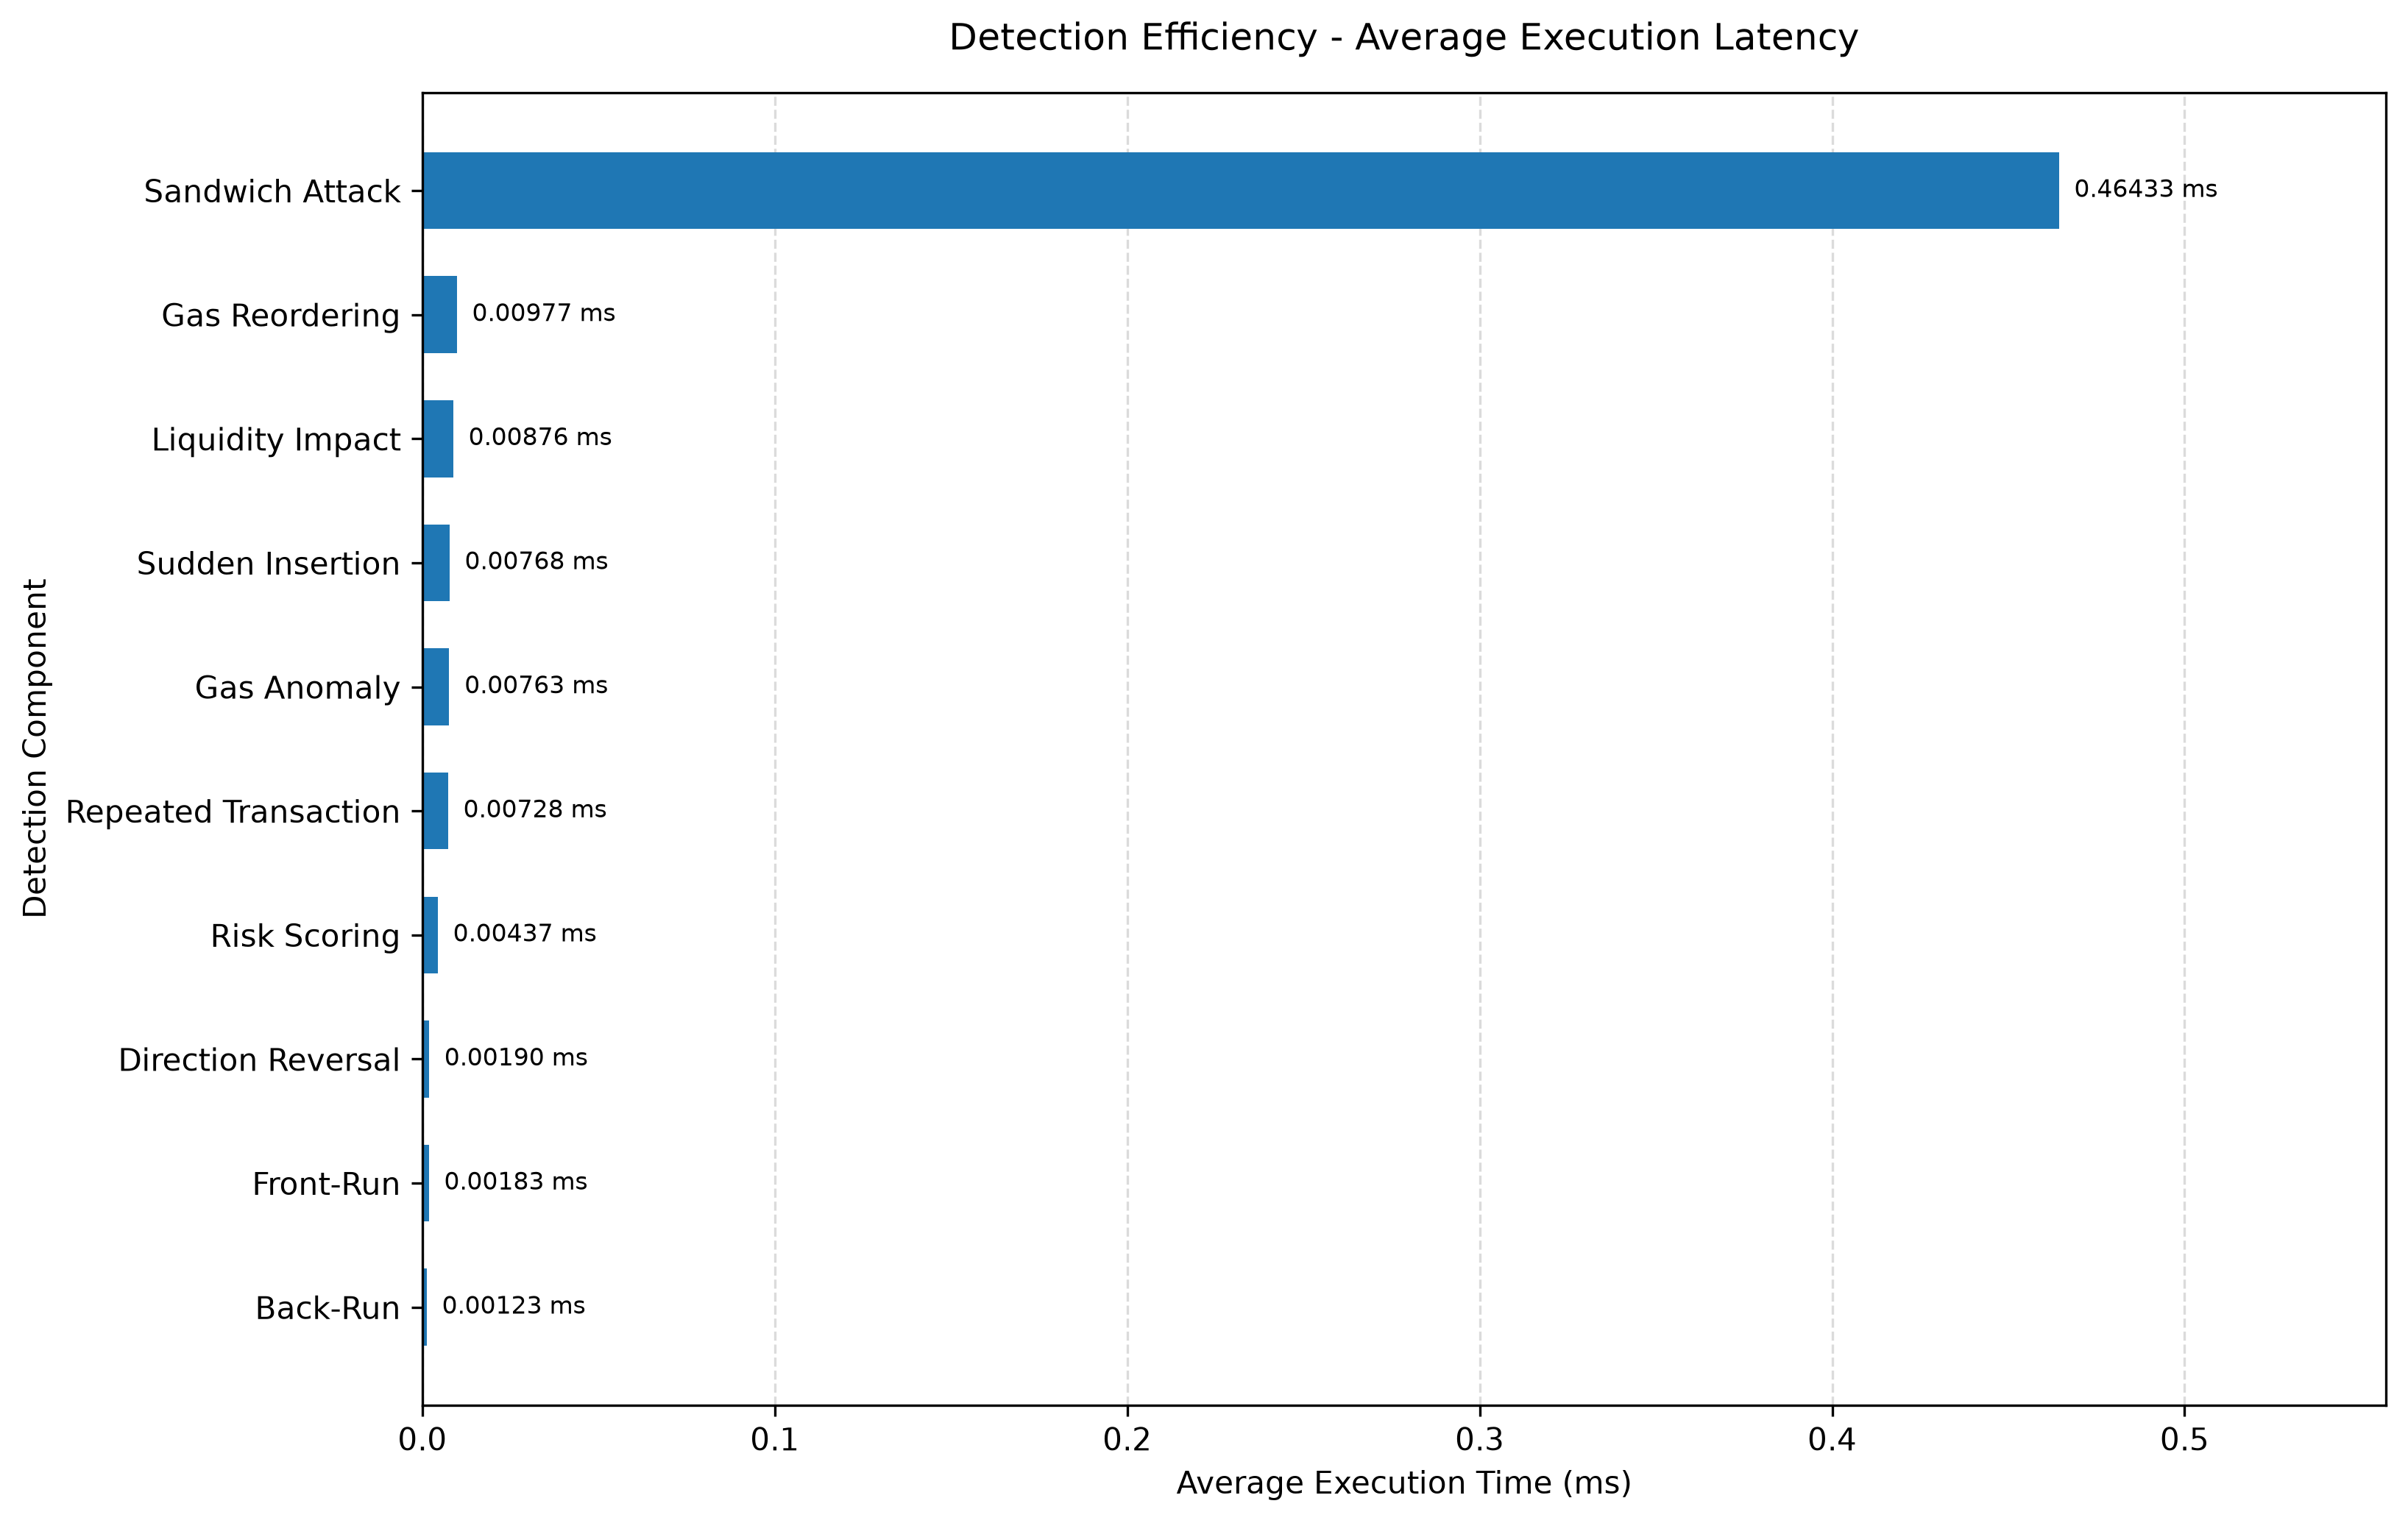 Detection Efficiency - Average Execution Latency
Detection Component
Sandwich Attack 0.46433 ms
Gas Reordering 0.00977 ms
Liquidity Impact 0.00876 ms
Sudden Insertion 0.00768 ms
Gas Anomaly 0.00763 ms
Repeated Transaction 0.00728 ms
Risk Scoring 0.00437 ms
Direction Reversal 0.00190 ms
Front-Run 0.00183 ms
Back-Run 0.00123 ms
0.0 0.1 0.2 0.3 0.4 0.5
Average Execution Time (ms)